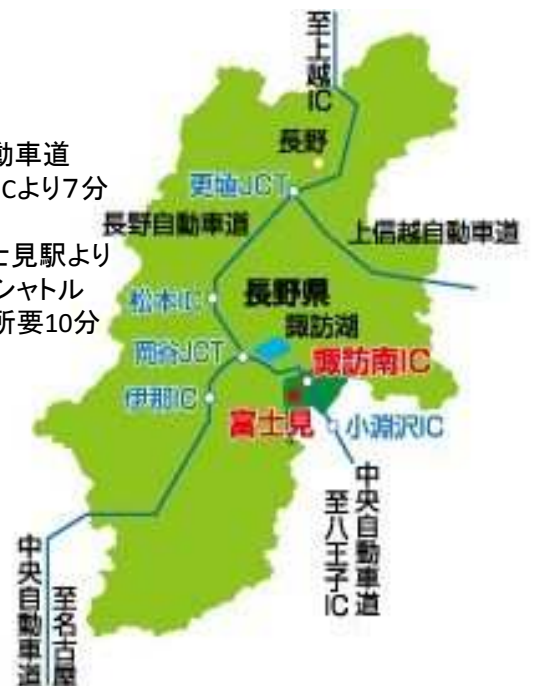 至上越IC
長野
動車道
Cより7分
更埴JCT
長野自動車道
上信越自動車道
士見駅より
シャトル
所要10分
松本IC
長野県
諏訪湖
岡谷JCT
諏訪南IC
伊那IC
富士見
小淵沢IC
中央自動車道
至八王子IC
中央自動車道
至名古屋